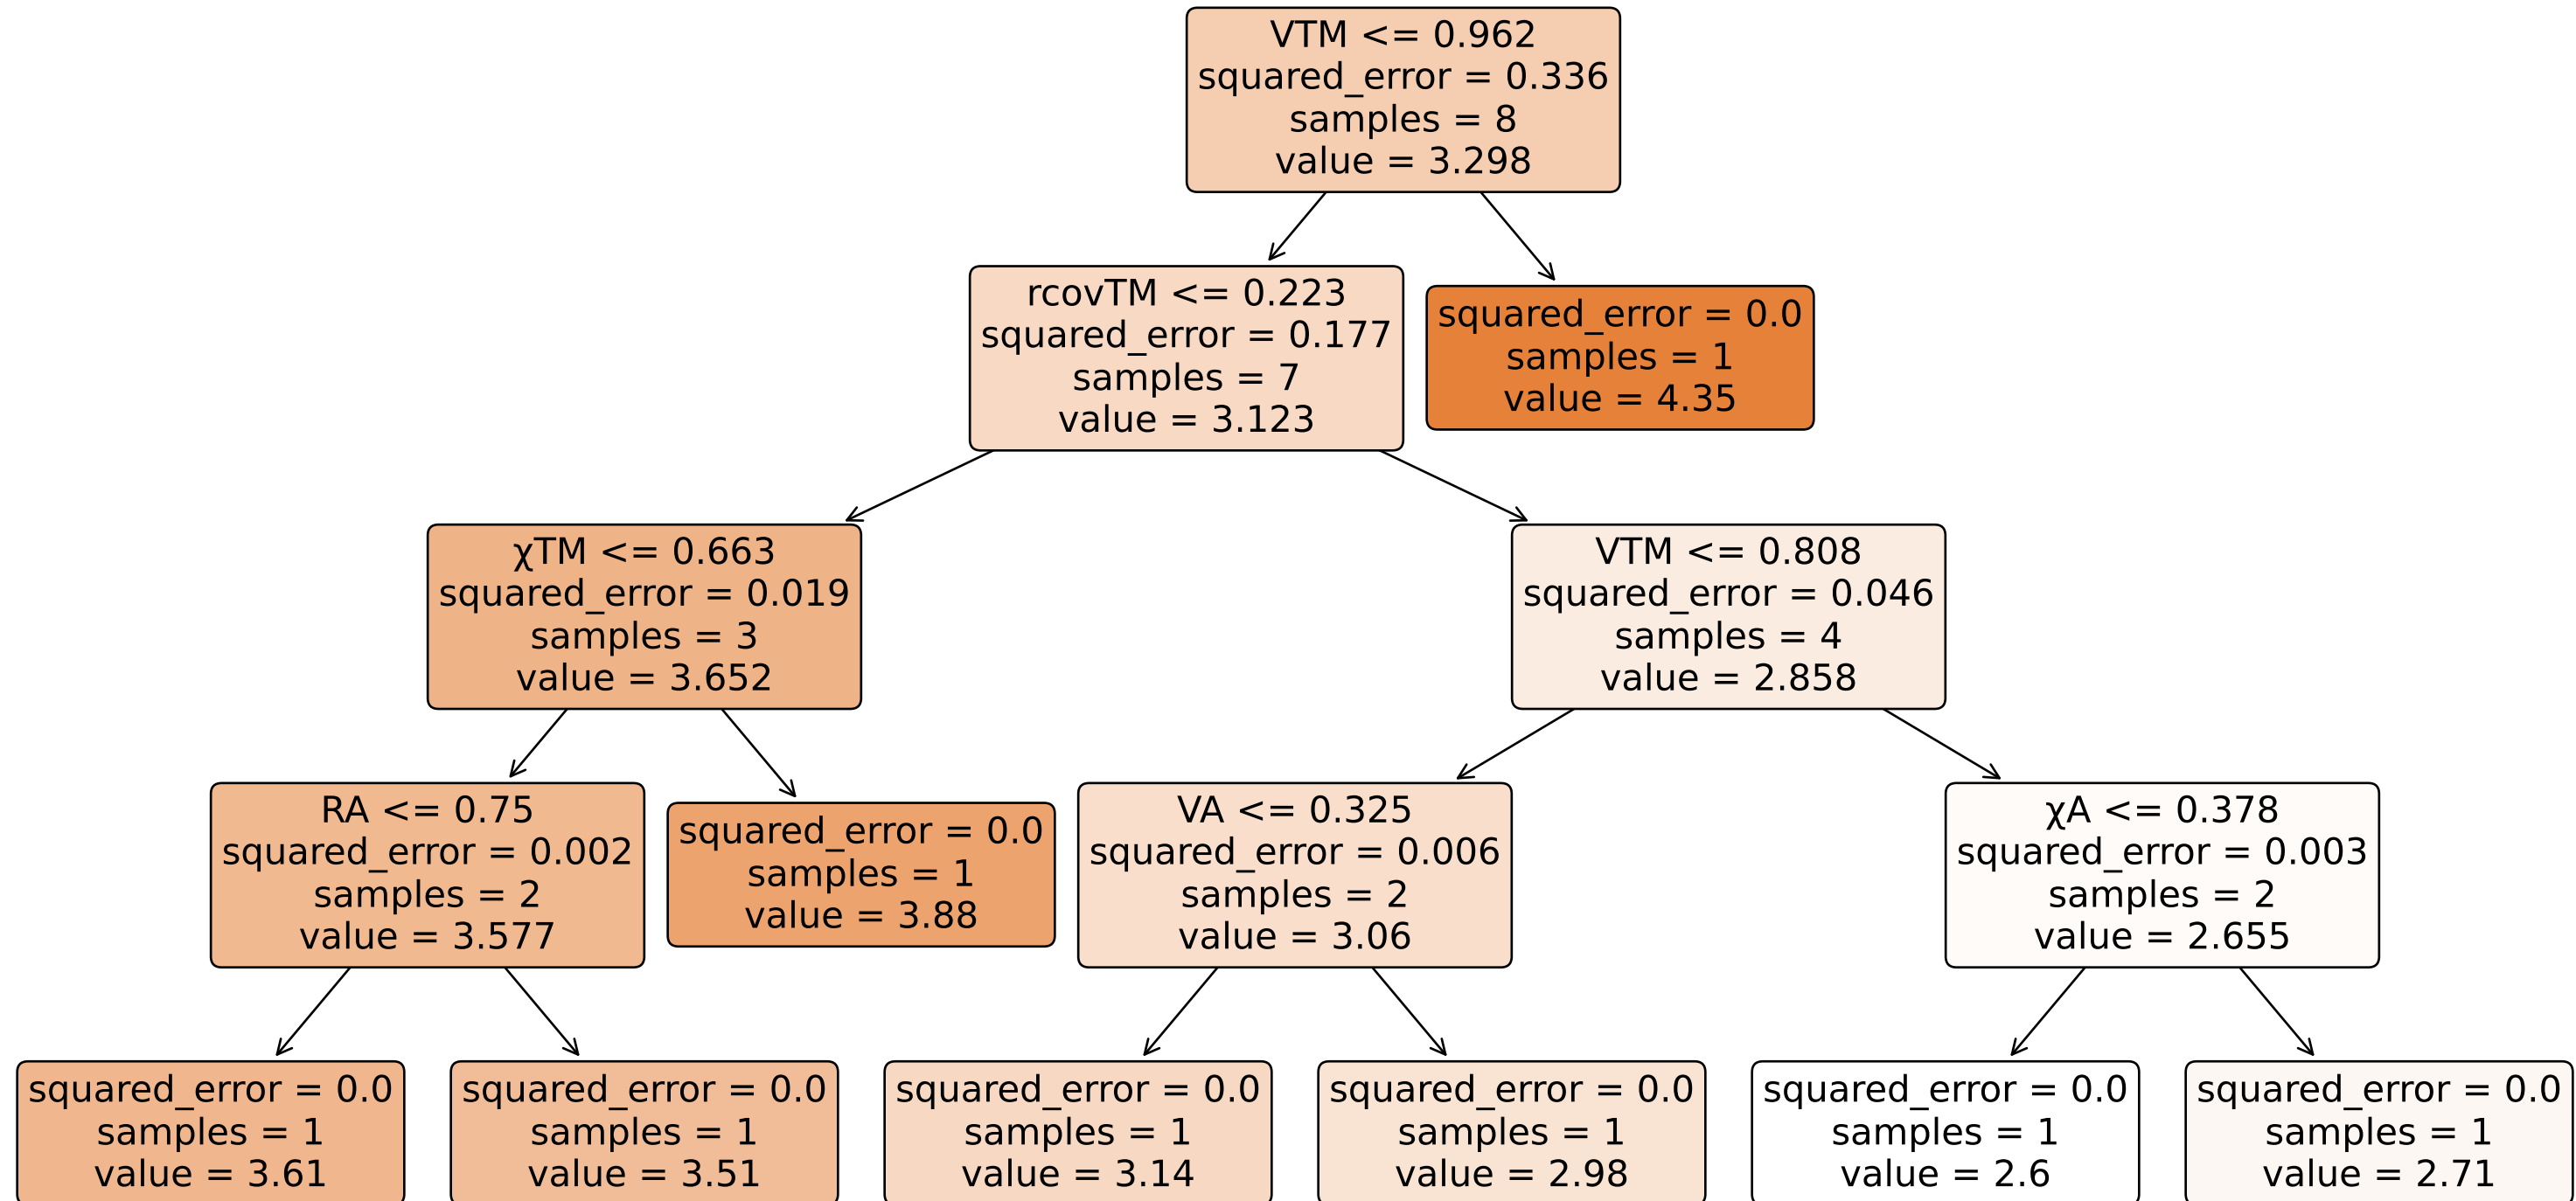 VTM <= 0.962
squared_error = 0.336
samples = 8
value = 3.298
rcovTM <= 0.223
squared_error = 0.177
samples = 7
value = 3.123
squared_error = 0.0
samples = 1
value = 4.35
χTM <= 0.663
squared_error = 0.019
samples = 3
value = 3.652
VTM <= 0.808
squared_error = 0.046
samples = 4
value = 2.858
RA <= 0.75
squared_error = 0.002
samples = 2
value = 3.577
squared_error = 0.0
samples = 1
value = 3.88
VA <= 0.325
squared_error = 0.006
samples = 2
value = 3.06
χA <= 0.378
squared_error = 0.003
samples = 2
value = 2.655
squared_error = 0.0
samples = 1
value = 3.61
squared_error = 0.0
samples = 1
value = 3.51
squared_error = 0.0
samples = 1
value = 3.14
squared_error = 0.0
samples = 1
value = 2.98
squared_error = 0.0
samples = 1
value = 2.6
squared_error = 0.0
samples = 1
value = 2.71